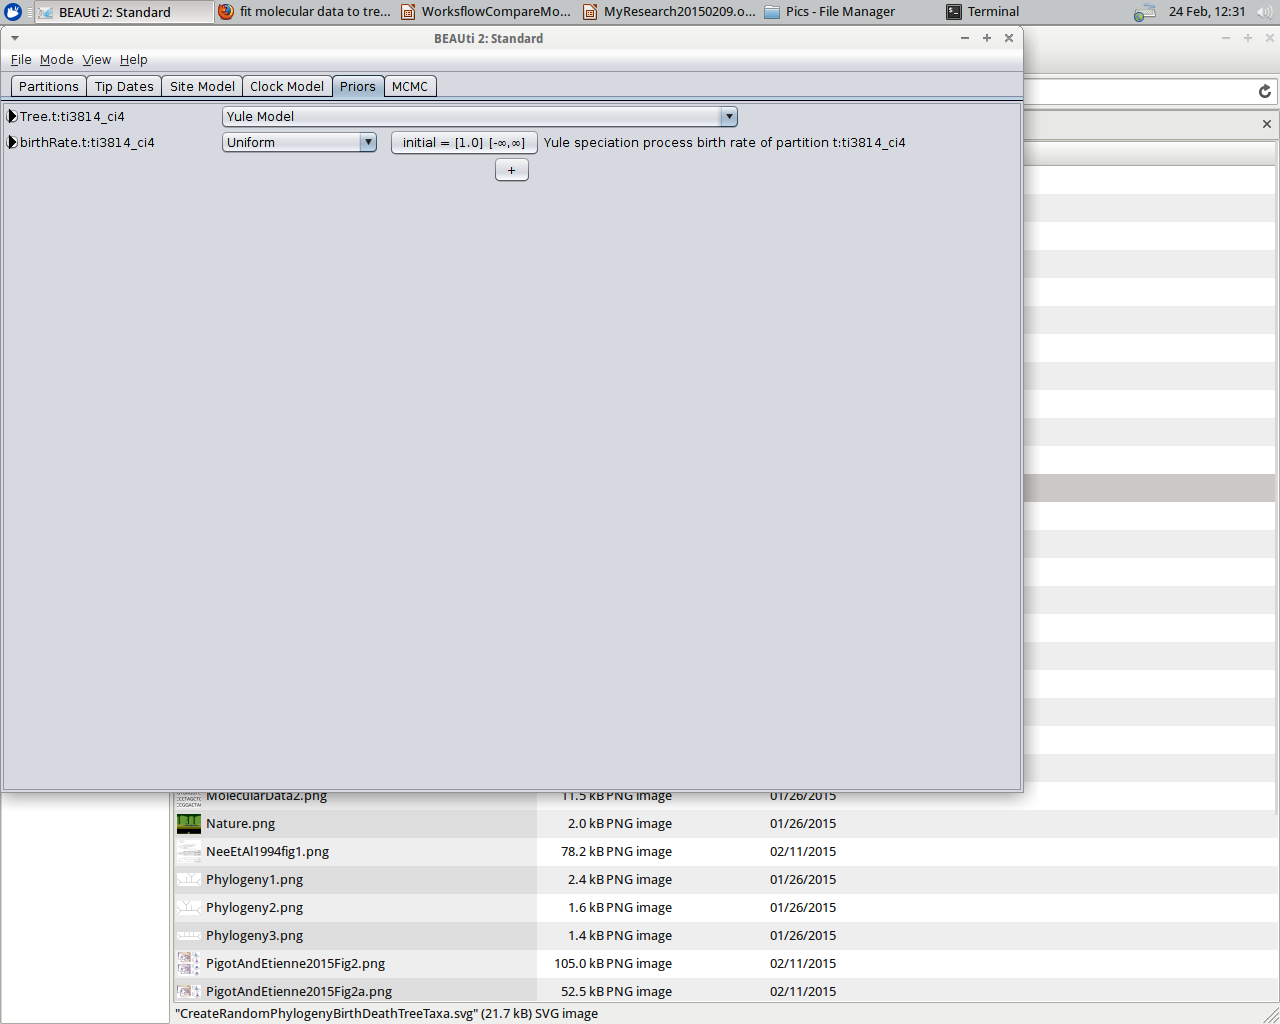 BEAUti 2: Standard
fit molecular data to tre...
WorksflowCompareMo...
MyResearch20150209.o...
Pics - File Manager
Terminal
24 Feb, 12:31
BEAUti 2: Standard
File Mode View Help
Partitions Tip Dates Site Model Clock Model Priors MCMC
Tree.t:ti3814_ci4 Yule Model
birthRate.t:ti3814_ci4 Uniform initial = [1.0] [-∞,∞] Yule speciation process birth rate of partition t:ti3814_ci4
+
MolecularData2.png 11.5 kB PNG image 01/26/2015
Nature.png 2.0 kB PNG image 01/26/2015
NeeEtAl1994fig1.png 78.2 kB PNG image 02/11/2015
Phylogeny1.png 2.4 kB PNG image 01/26/2015
Phylogeny2.png 1.6 kB PNG image 01/26/2015
Phylogeny3.png 1.4 kB PNG image 01/26/2015
PigotAndEtienne2015Fig2.png 105.0 kB PNG image 02/11/2015
PigotAndEtienne2015Fig2a.png 52.5 kB PNG image 02/11/2015
"CreateRandomPhylogenyBirthDeathTreeTaxa.svg" (21.7 kB) SVG image